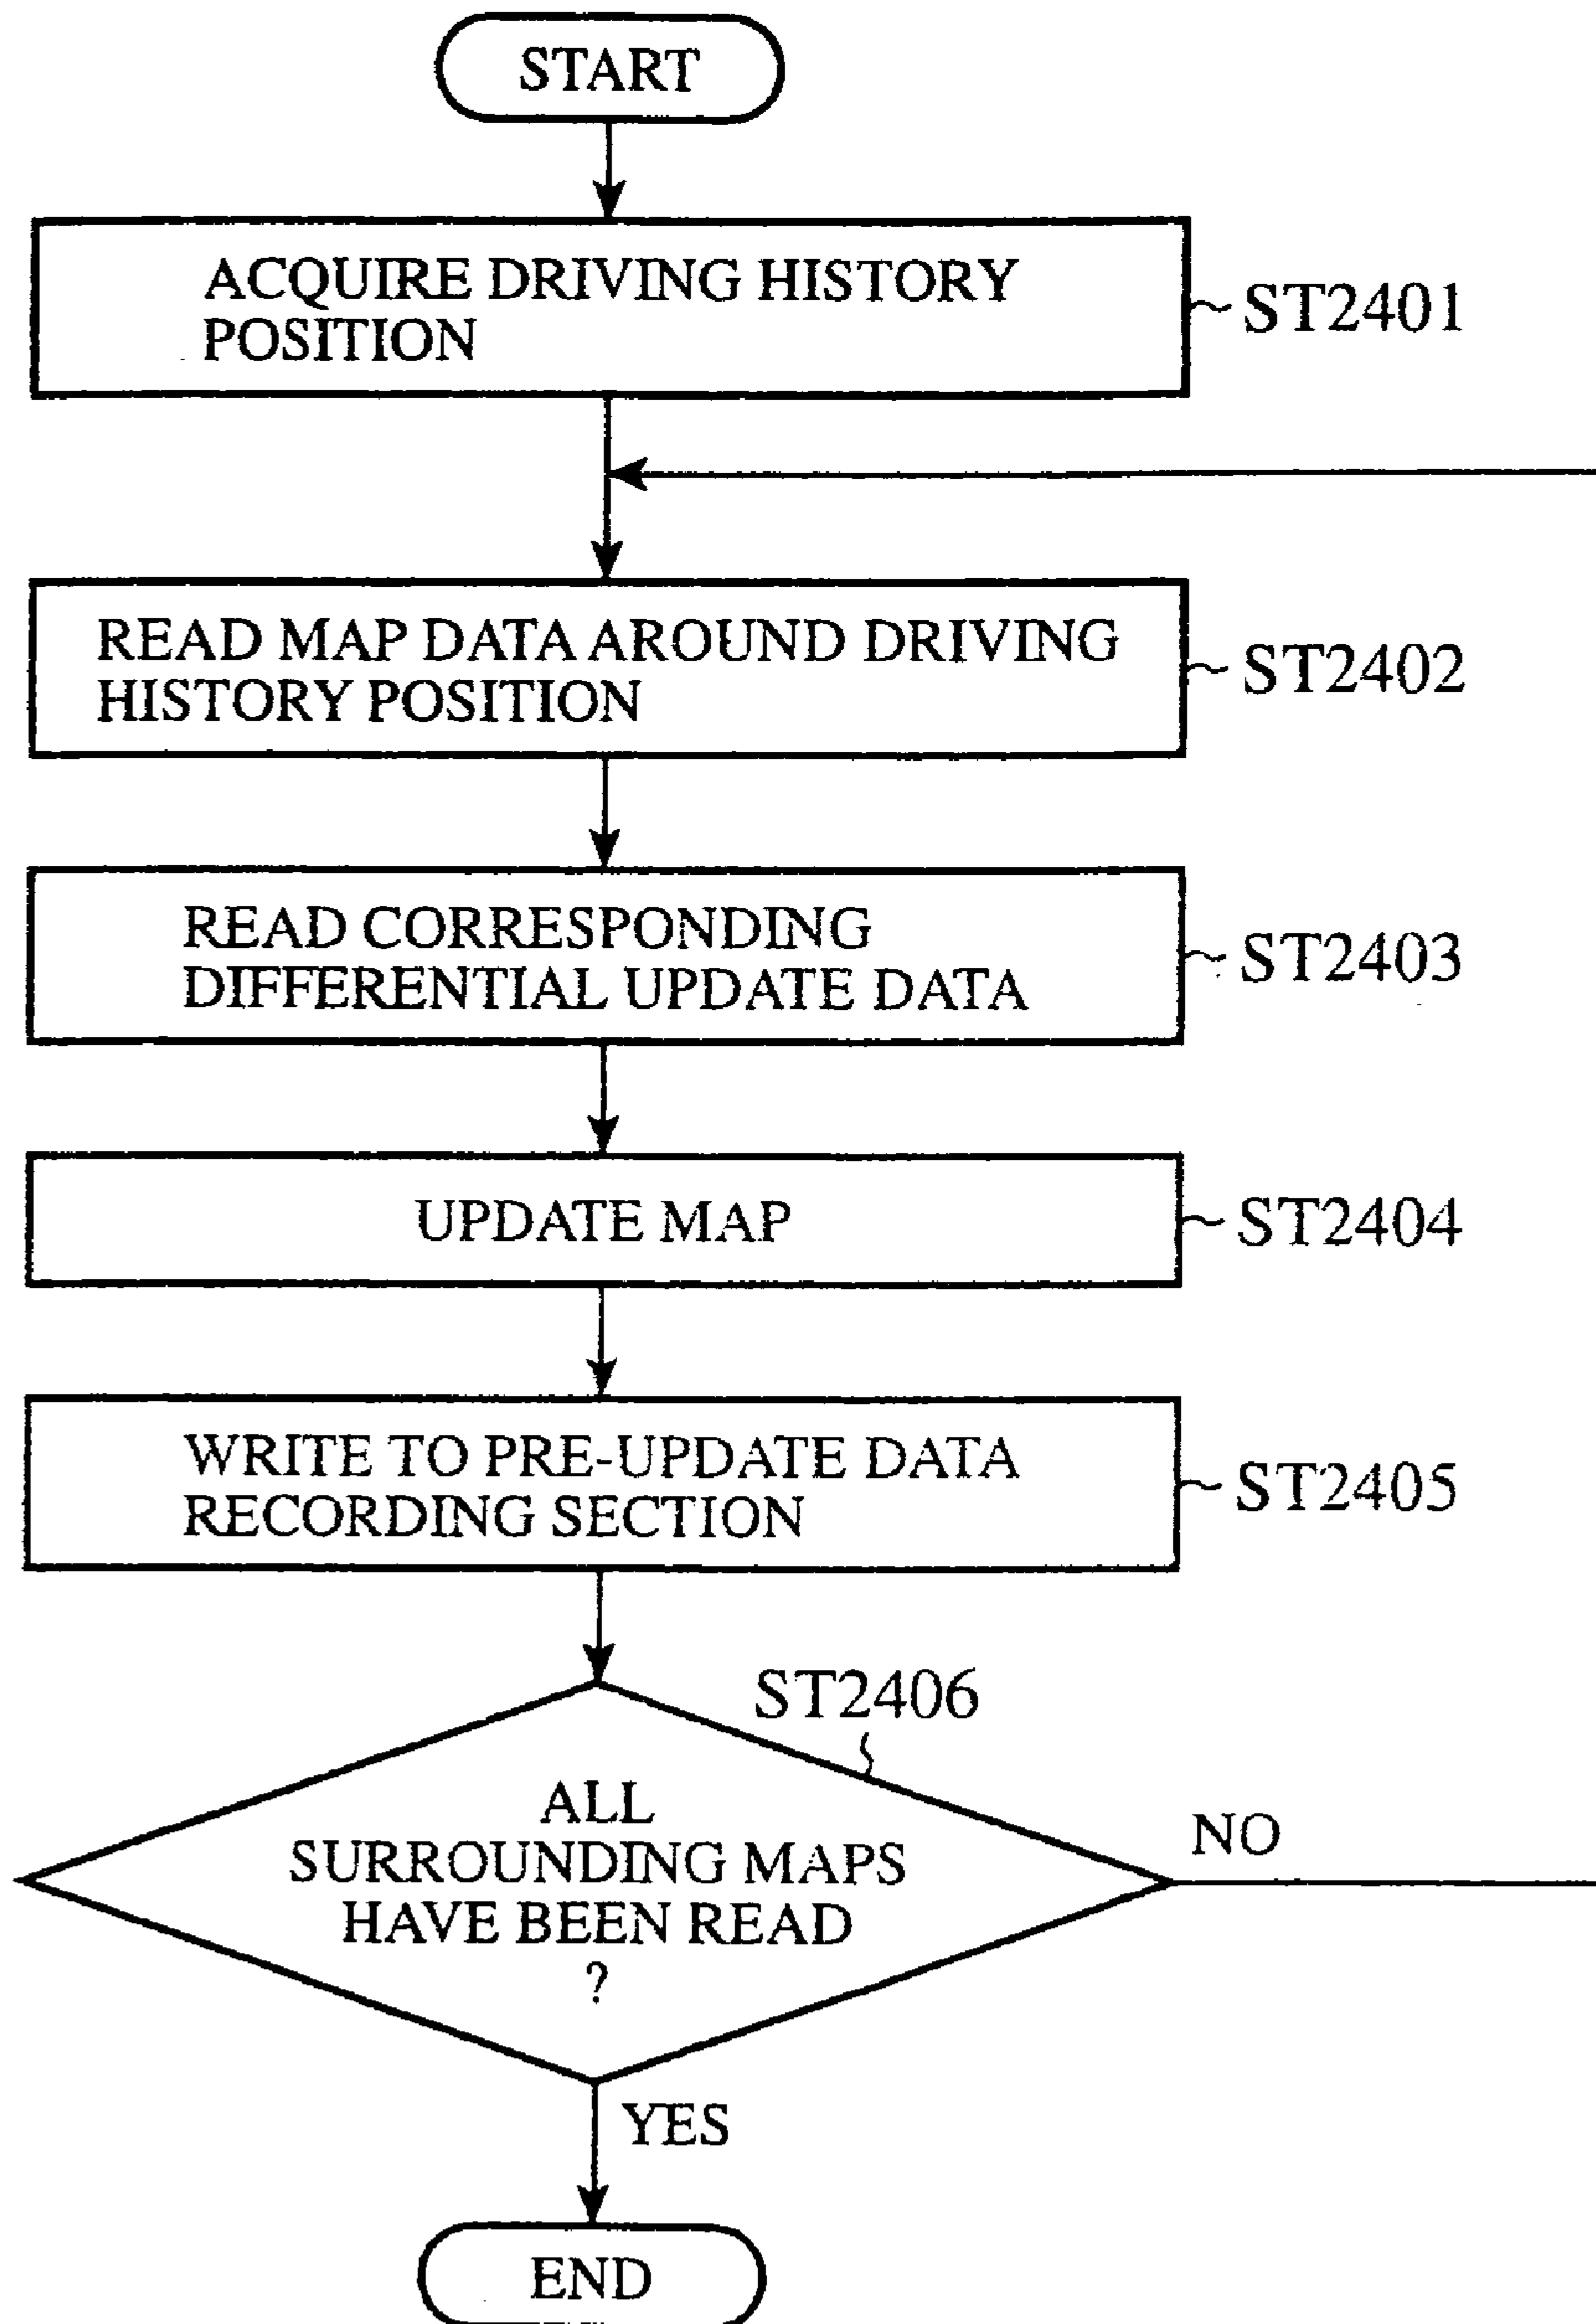 START
ACQUIRE DRIVING HISTORY
POSITION
ST2401
READ MAP DATA AROUND DRIVING
HISTORY POSITION
ST2402
READ CORRESPONDING
DIFFERENTIAL UPDATE DATA
ST2403
UPDATE MAP
ST2404
WRITE TO PRE-UPDATE DATA
RECORDING SECTION
ST2405
ST2406
ALL
SURROUNDING MAPS
HAVE BEEN READ
?
NO
YES
END